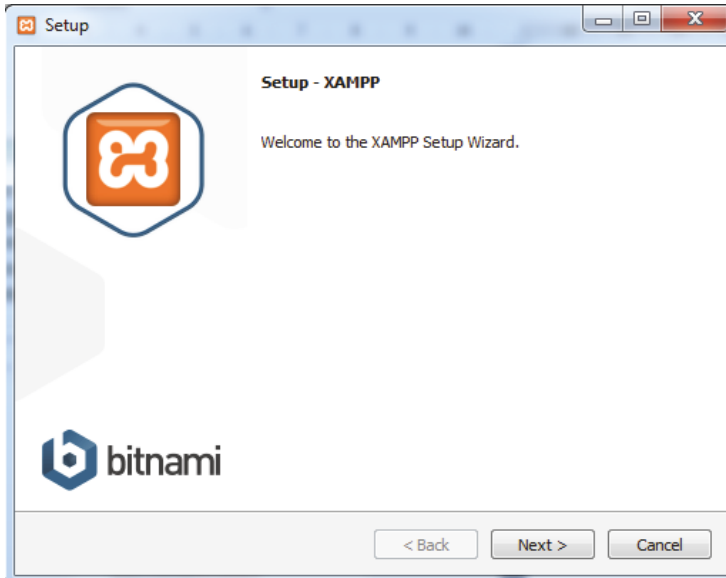 Setup
Setup - XAMPP
Welcome to the XAMPP Setup Wizard.
bitnami
< Back
Next >
Cancel